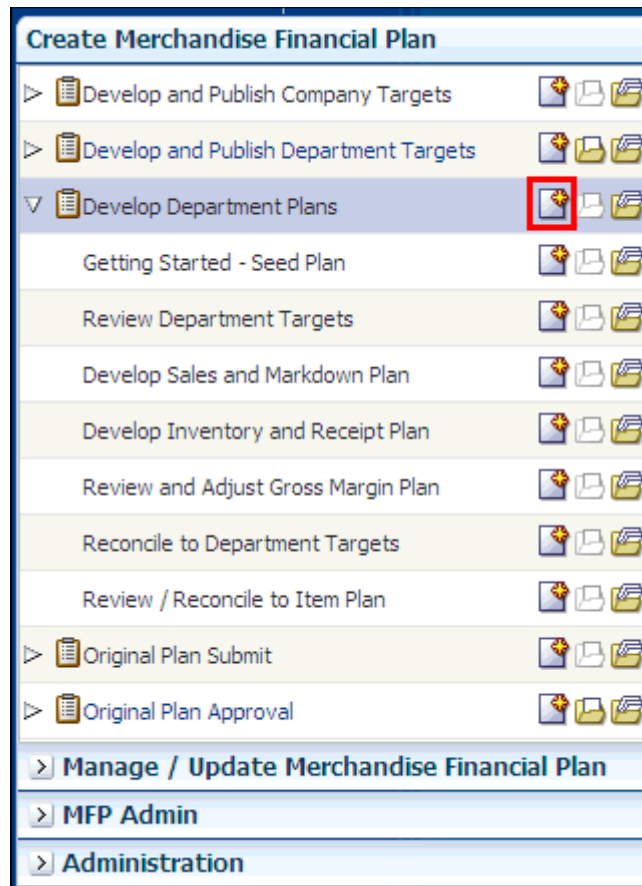 Create Merchandise Financial Plan
Develop and Publish Company Targets
Develop and Publish Department Targets
Develop Department Plans
Getting Started - Seed Plan
Review Department Targets
Develop Sales and Markdown Plan
Develop Inventory and Receipt Plan
Review and Adjust Gross Margin Plan
Reconcile to Department Targets
Review / Reconcile to Item Plan
Original Plan Submit
Original Plan Approval
Manage / Update Merchandise Financial Plan
MFP Admin
Administration